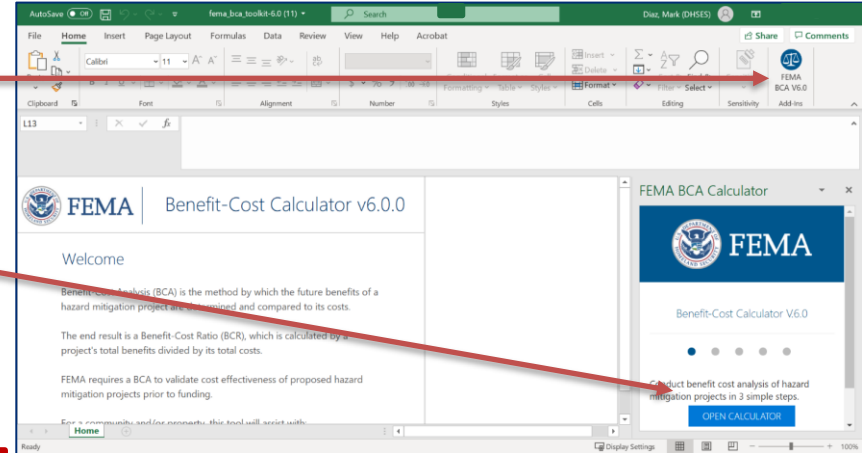 AutoSave Off fema_bca_toolkit-6.0 (11) Search Diaz, Mark (DHSES)
File Home Insert Page Layout Formulas Data Review View Help Acrobat Share Comments
Calibri 11 A A ab Insert Σ
Delete FEMA
B I U Formatting Table Styles Format Filter Select BCA V6.0
Clipboard Font Alignment Number Styles Cells Editing Sensitivity Add-Ins
L13 fx
FEMA BCA Calculator
FEMA Benefit-Cost Calculator v6.0.0
FEMA
Welcome
Benefit-Cost Analysis (BCA) is the method by which the future benefits of a
hazard mitigation project are determined and compared to its costs.
Benefit-Cost Calculator V.6.0
The end result is a Benefit-Cost Ratio (BCR), which is calculated by a
project's total benefits divided by its total costs.
FEMA requires a BCA to validate cost effectiveness of proposed hazard
mitigation projects prior to funding.
Conduct benefit cost analysis of hazard
mitigation projects in 3 simple steps.
OPEN CALCULATOR
For a community and/or property, this tool will assist with:
Home
Ready Display Settings 100%